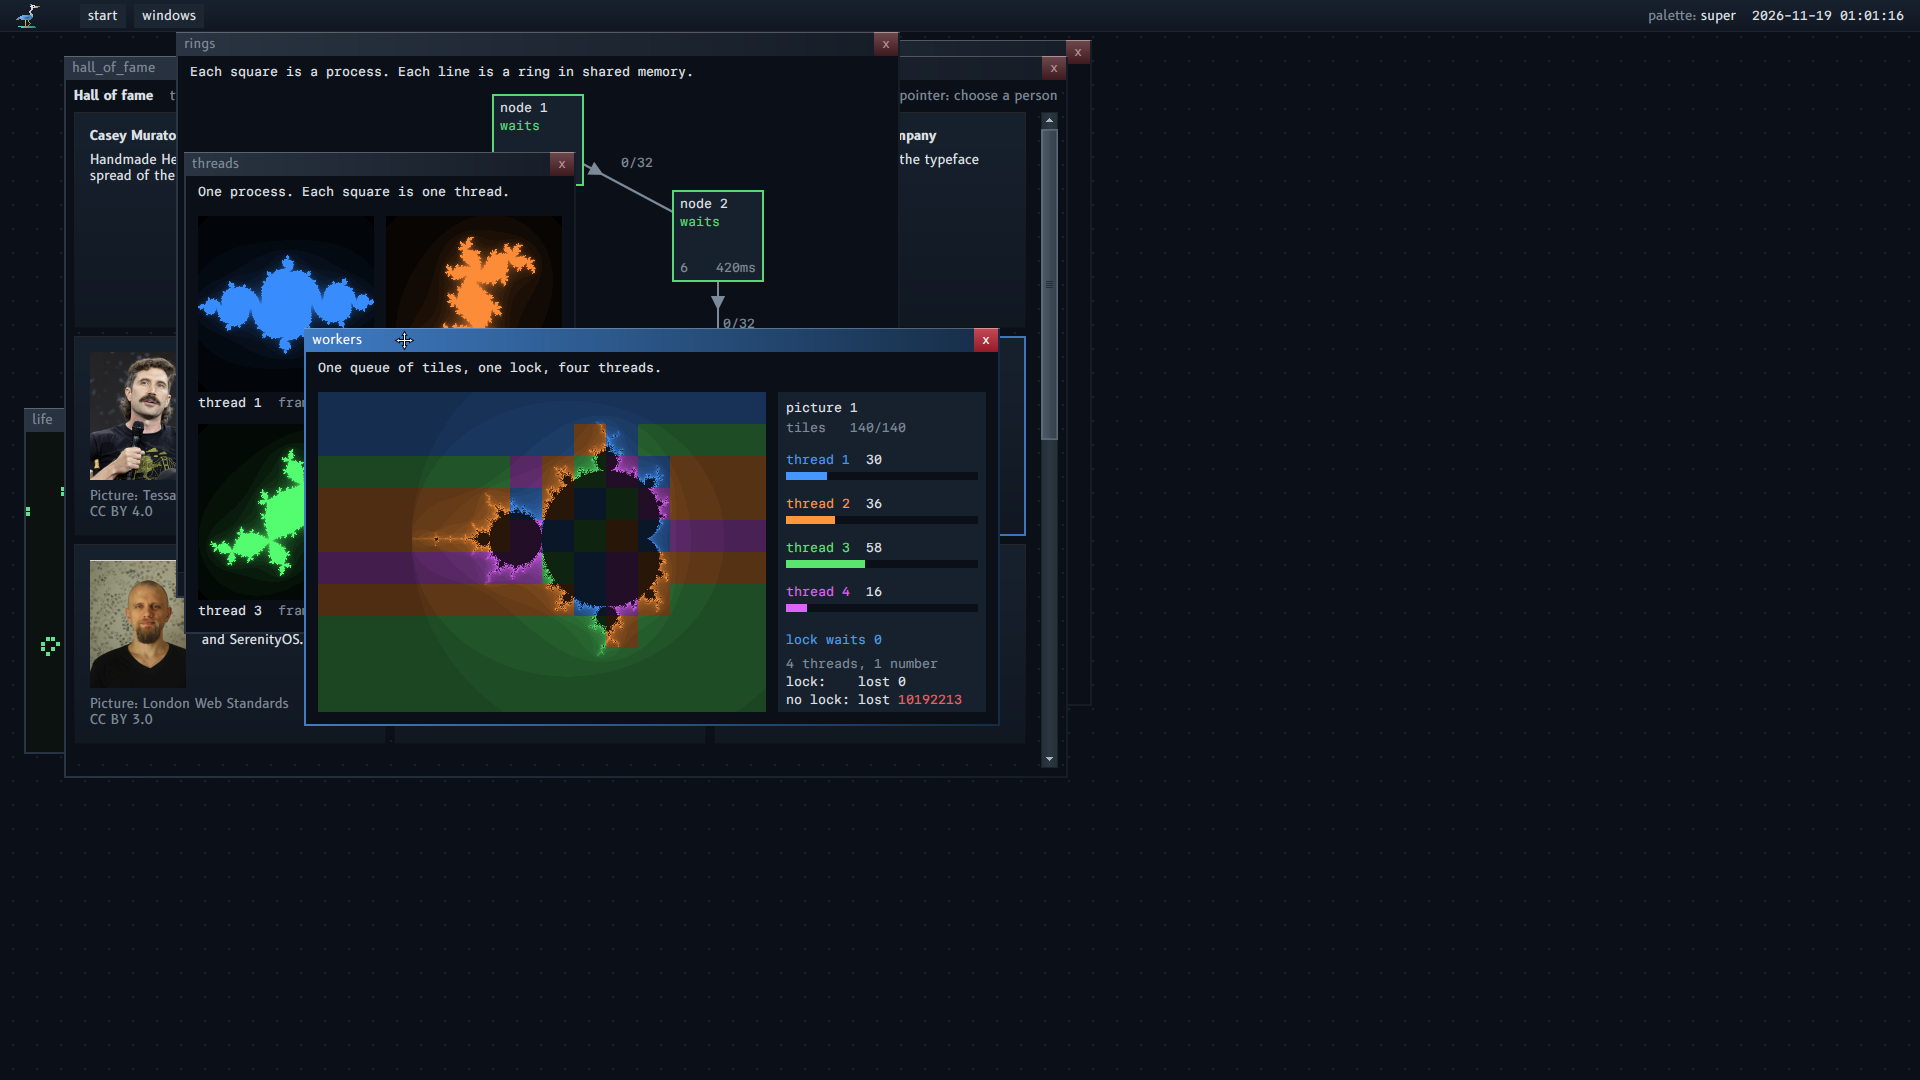 start windows palette: super 2026-11-19 01:01:16
rings x
x
hall_of_fame
x
Each square is a process. Each line is a ring in shared memory.
Hall of fame
pointer: choose a person
node 1
waits
0/32
Casey
Handmade
spread of the
the typeface
threads x
One process. Each square is one thread.
node 2
waits
6 420ms
0/32
thread 1
thread 3
workers x
One queue of tiles, one lock, four threads.
picture 1
tiles 140/140
thread 1 30
thread 2 36
thread 3 58
thread 4 16
lock waits 0
4 threads, 1 number
lock: lost 0
no lock: lost 10192213
life
Picture: Tessa
CC BY 4.0
and SerenityOS.
Picture: London Web Standards
CC BY 3.0